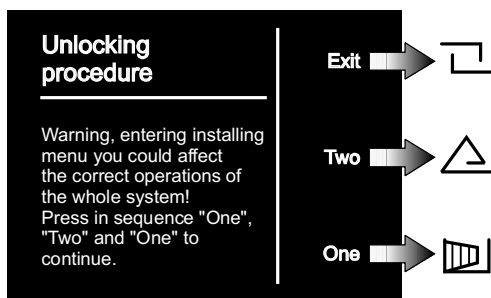 Unlocking
procedure
Warning, entering installing
menu you could affect
the correct operations of
the whole system!
Press in sequence "One",
"Two" and "One" to
continue.
Exit
Two
One